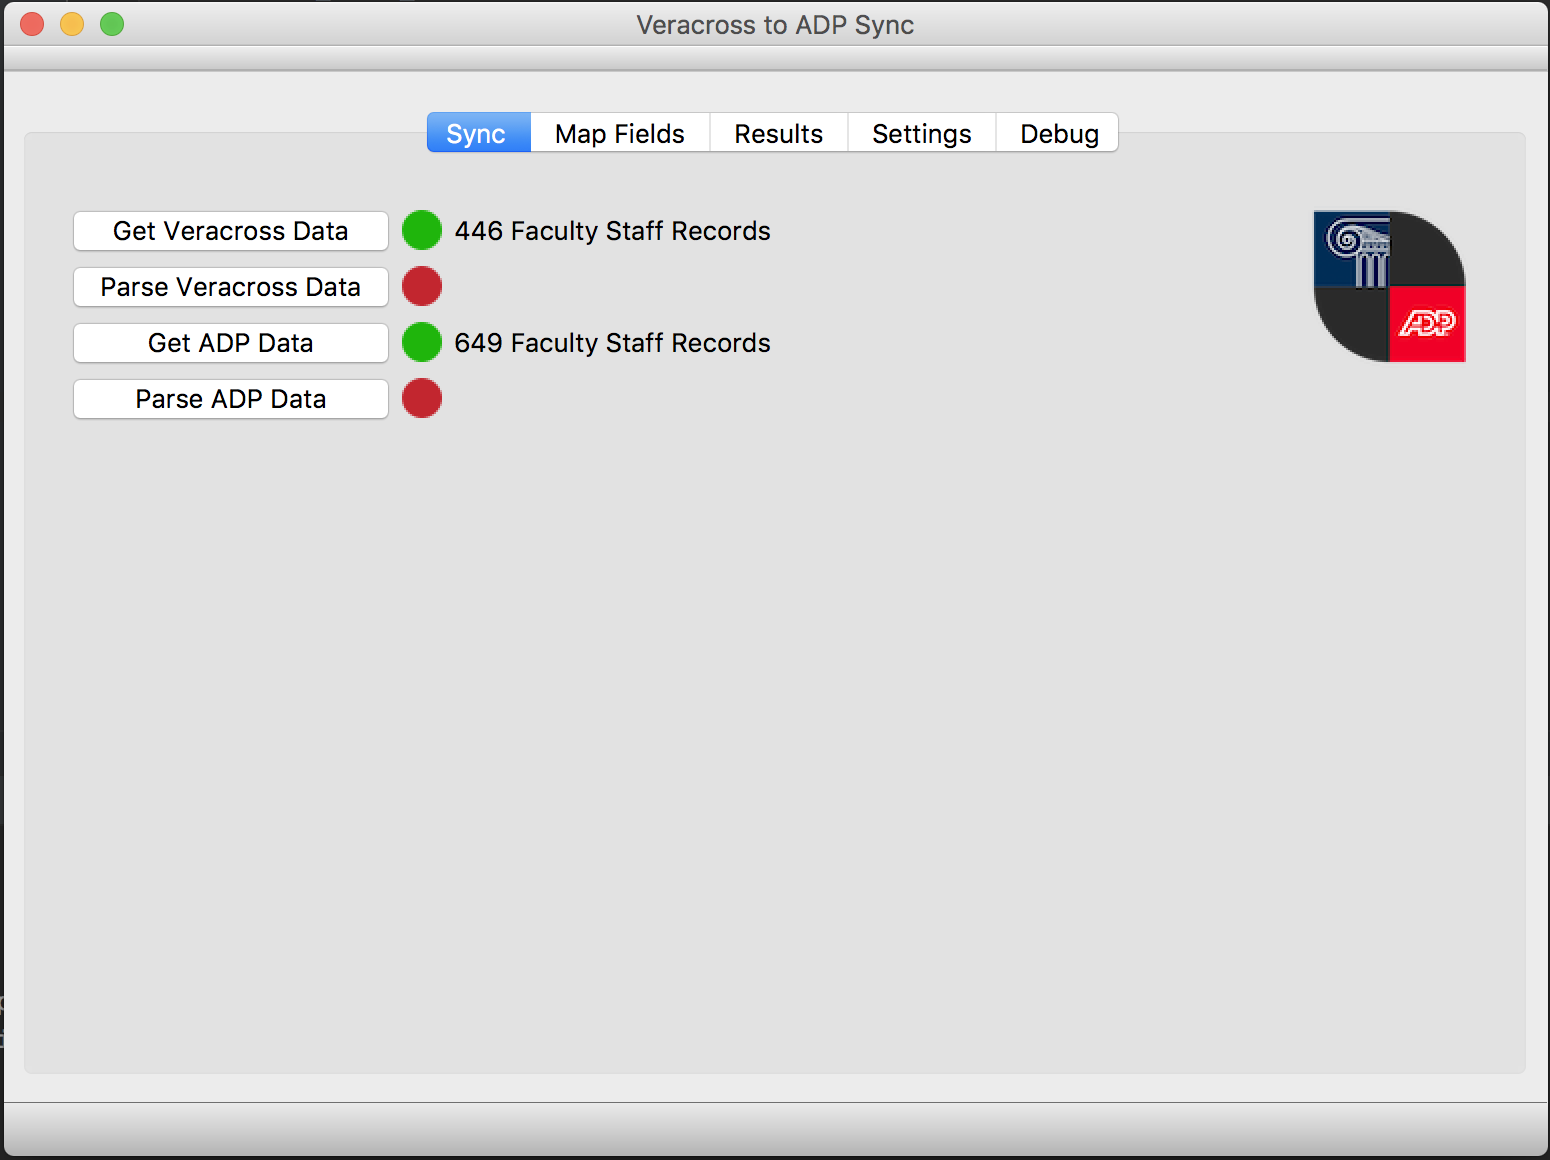 Veracross to ADP Sync
Sync Map Fields Results Settings Debug
Get Veracross Data 446 Faculty Staff Records
Parse Veracross Data
Get ADP Data 649 Faculty Staff Records
Parse ADP Data
ADP